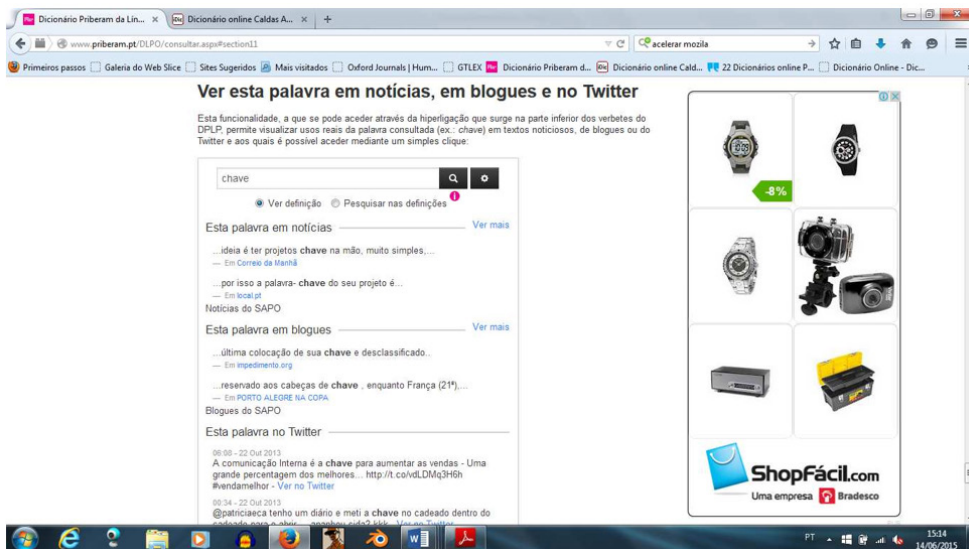 Dicionário Priberam da Lín... ×
Dicionário online Caldas A... × +
www.priberam.pt/DLPO/consultar.aspx#section11
acelerar mozila
Primeiros passos Galeria do Web Slice Sites Sugeridos Mais visitados Oxford Journals | Hum... GTLEX Dicionário Priberam d... Dicionário online Cald... 22 Dicionários online P... Dicionário Online - Dic...
Ver esta palavra em notícias, em blogues e no Twitter
Esta funcionalidade, a que se pode aceder através da hiperligação que surge na parte inferior dos verbetes do
DPLP, permite visualizar usos reais da palavra consultada (ex.: chave) em textos noticiosos, de blogues ou do
Twitter e aos quais é possível aceder mediante um simples clique:
chave
Ver definição Pesquisar nas definições
Esta palavra em notícias Ver mais
...ideia é ter projetos chave na mão, muito simples,...
— Em Correio da Manhã
...por isso a palavra- chave do seu projeto é...
— Em local.pt
Notícias do SAPO
Esta palavra em blogues Ver mais
...última colocação de sua chave e desclassificado..
— Em impedimento.org
...reservado aos cabeças de chave , enquanto França (21ª),...
— Em PORTO ALEGRE NA COPA
Blogues do SAPO
Esta palavra no Twitter
06:08 - 22 Out 2013
A comunicação Interna é a chave para aumentar as vendas - Uma
grande percentagem dos melhores... http://t.co/vdLDMq3H6h
#vendamelhor - Ver no Twitter
00:34 - 22 Out 2013
@patriciaeca tenho um diário e meti a chave no cadeado dentro do
-8%
ShopFácil.com
Uma empresa Bradesco
PT
15:14
14/06/2015